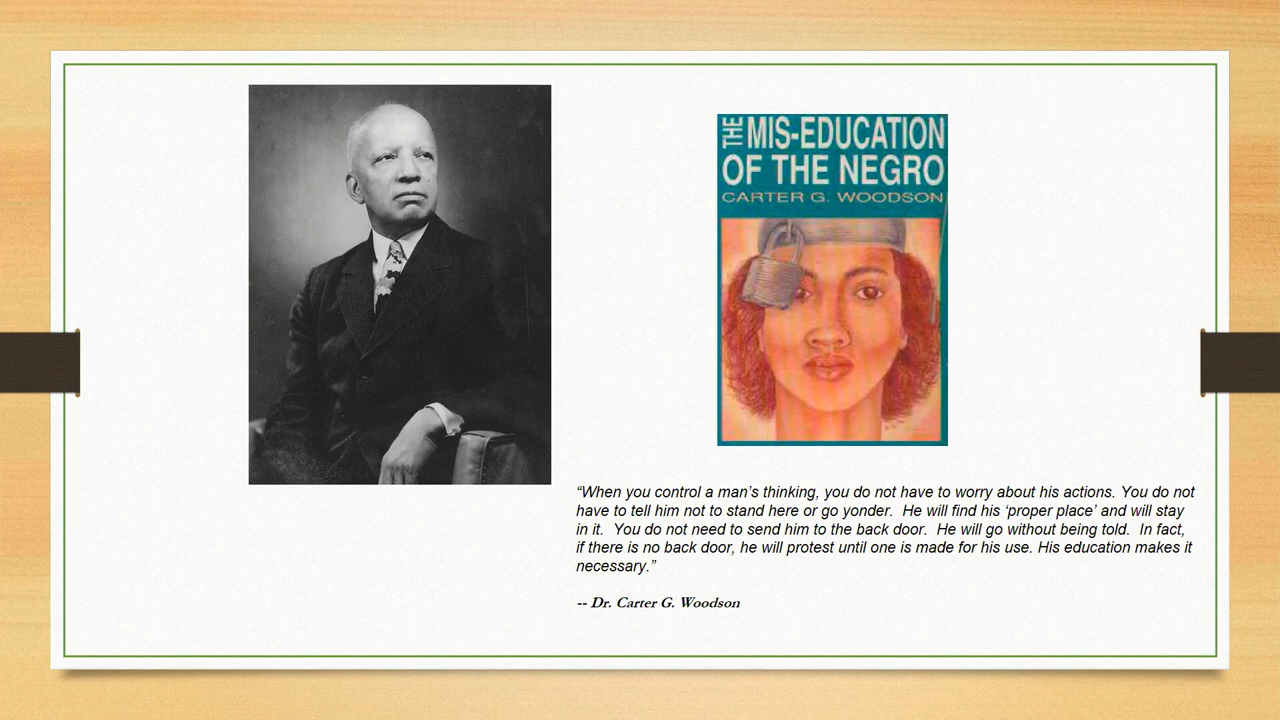 THE MIS-EDUCATION
OF THE NEGRO
CARTER G. WOODSON
“When you control a man’s thinking, you do not have to worry about his actions. You do not
have to tell him not to stand here or go yonder.  He will find his ‘proper place’ and will stay
in it.  You do not need to send him to the back door.  He will go without being told.  In fact,
if there is no back door, he will protest until one is made for his use. His education makes it
necessary.”
-- Dr. Carter G. Woodson